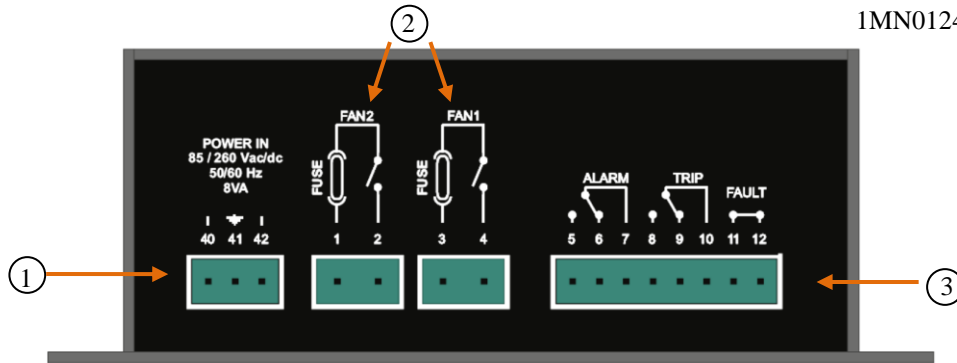 1MN0124
2
FAN2 FAN1
POWER IN
85 / 260 Vac/dc
50/60 Hz
8VA
FUSE FUSE
ALARM TRIP FAULT
40 41 42 1 2 3 4 5 6 7 8 9 10 11 12
1
3